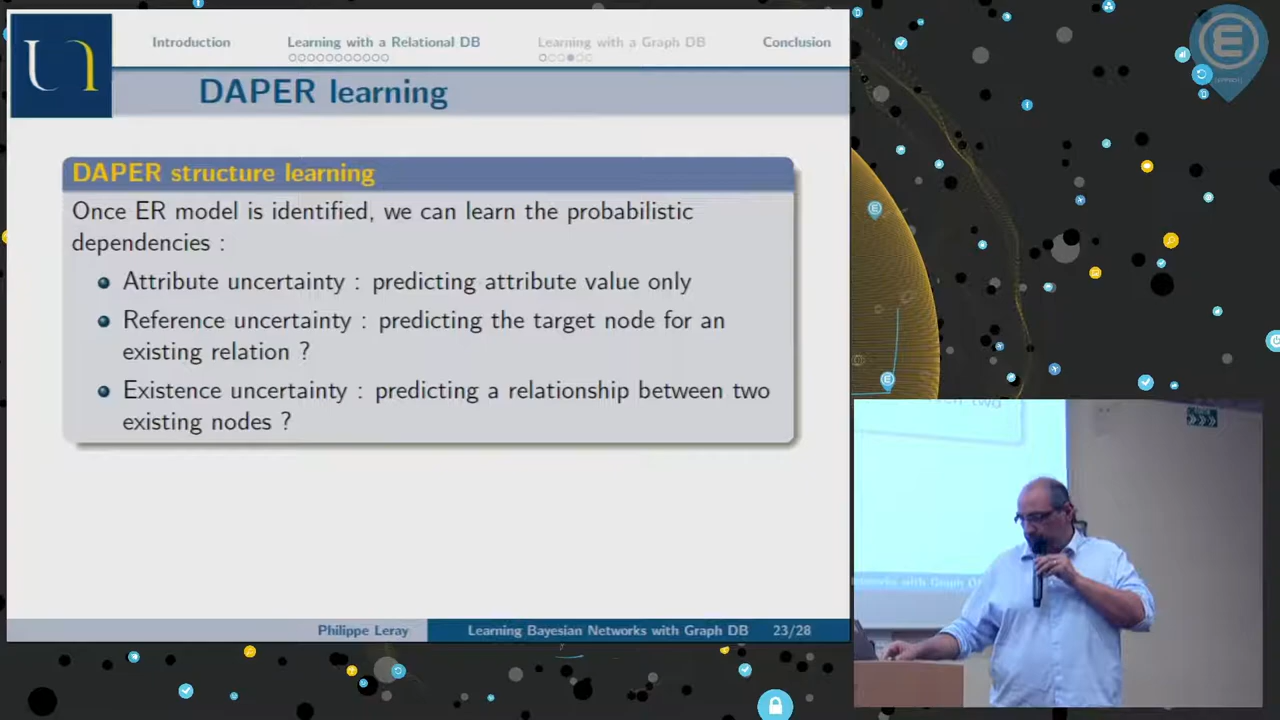 Introduction
Learning with a Relational DB
Learning with a Graph DB
Conclusion
DAPER learning
DAPER structure learning
Once ER model is identified, we can learn the probabilistic
dependencies :
Attribute uncertainty : predicting attribute value only
Reference uncertainty : predicting the target node for an
existing relation ?
Existence uncertainty : predicting a relationship between two
existing nodes ?
Philippe Leray
Learning Bayesian Networks with Graph DB
23/28